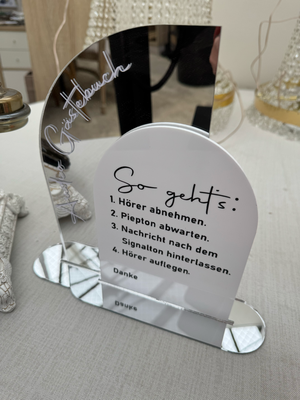 Gästebuch
So geht's:
1. Hörer abnehmen.
2. Piepton abwarten.
3. Nachricht nach dem
Signalton hinterlassen.
4. Hörer auflegen.
Danke